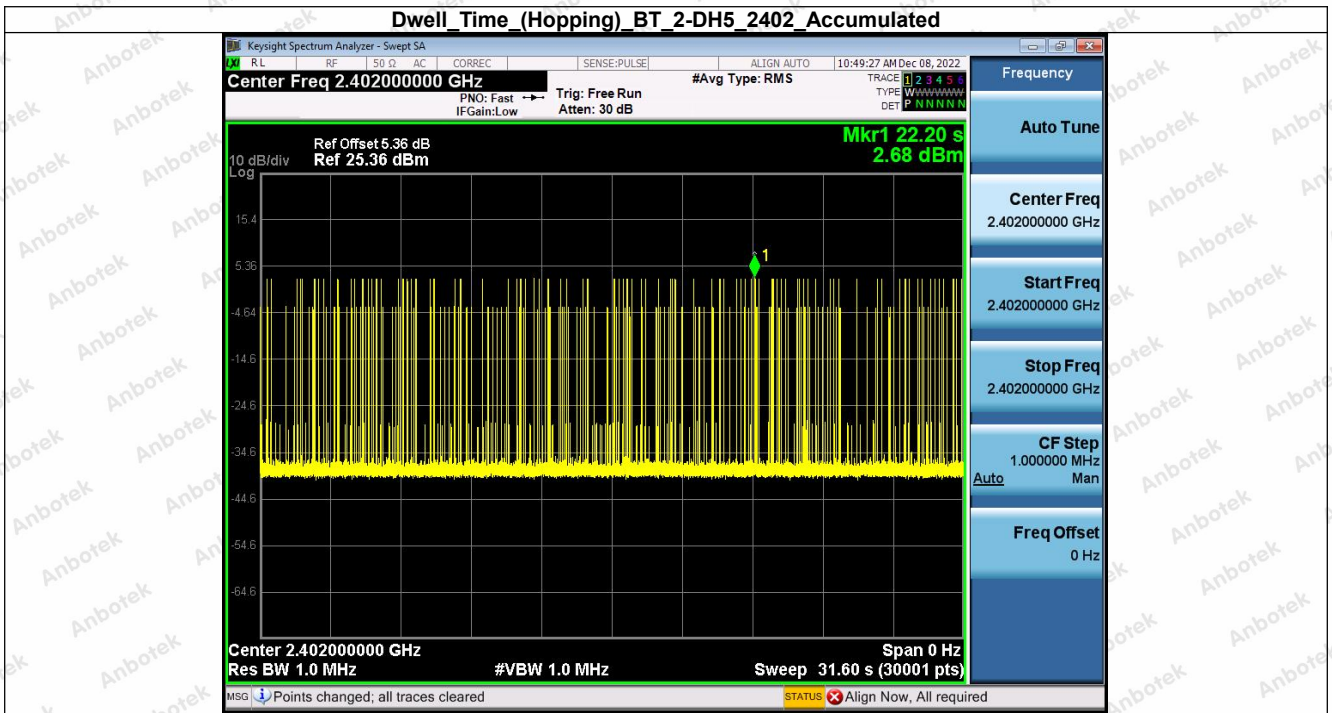 Dwell_Time_(Hopping)_BT_2-DH5_2402_Accumulated
Keysight Spectrum Analyzer - Swept SA
LXI RL RF 50 Ω AC CORREC SENSE:PULSE ALIGN AUTO 10:49:27 AM Dec 08, 2022
Center Freq 2.402000000 GHz
PNO: Fast
IFGain:Low
Trig: Free Run
Atten: 30 dB
#Avg Type: RMS
TRACE 1 2 3 4 5 6
TYPE WWWWWW
DET P N N N N N
Frequency
Ref Offset 5.36 dB
10 dB/div Ref 25.36 dBm
Log
Mkr1 22.20 s
2.68 dBm
15.4
5.36
-4.64
-14.6
-24.6
-34.6
-44.6
-54.6
-64.6
1
Center 2.402000000 GHz Span 0 Hz
Res BW 1.0 MHz #VBW 1.0 MHz Sweep 31.60 s (30001 pts)
MSG Points changed; all traces cleared STATUS Align Now, All required
Auto Tune
Center Freq
2.402000000 GHz
Start Freq
2.402000000 GHz
Stop Freq
2.402000000 GHz
CF Step
1.000000 MHz
Auto Man
Freq Offset
0 Hz
Anbotek